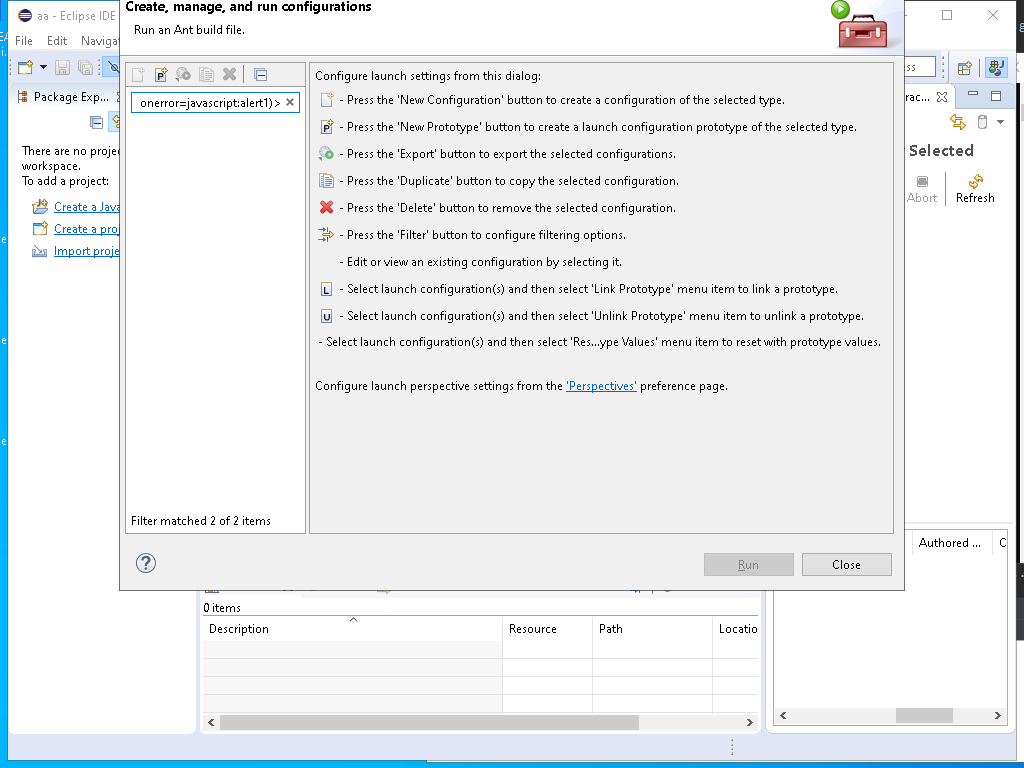 Create, manage, and run configurations
Run an Ant build file.
aa - Eclipse IDE
File Edit Navigat
onerror=javascript:alert1)>
Configure launch settings from this dialog:
- Press the 'New Configuration' button to create a configuration of the selected type.
P - Press the 'New Prototype' button to create a launch configuration prototype of the selected type.
- Press the 'Export' button to export the selected configurations.
- Press the 'Duplicate' button to copy the selected configuration.
- Press the 'Delete' button to remove the selected configuration.
- Press the 'Filter' button to configure filtering options.
- Edit or view an existing configuration by selecting it.
L - Select launch configuration(s) and then select 'Link Prototype' menu item to link a prototype.
U - Select launch configuration(s) and then select 'Unlink Prototype' menu item to unlink a prototype.
- Select launch configuration(s) and then select 'Res...ype Values' menu item to reset with prototype values.
Configure launch perspective settings from the 'Perspectives' preference page.
Filter matched 2 of 2 items
Run Close
Package Exp...
There are no proje
workspace.
To add a project:
Create a Java
Create a proj
Import proje
ss
rac...
Selected
Abort Refresh
Authored ... C
0 items
Description Resource Path Locatio